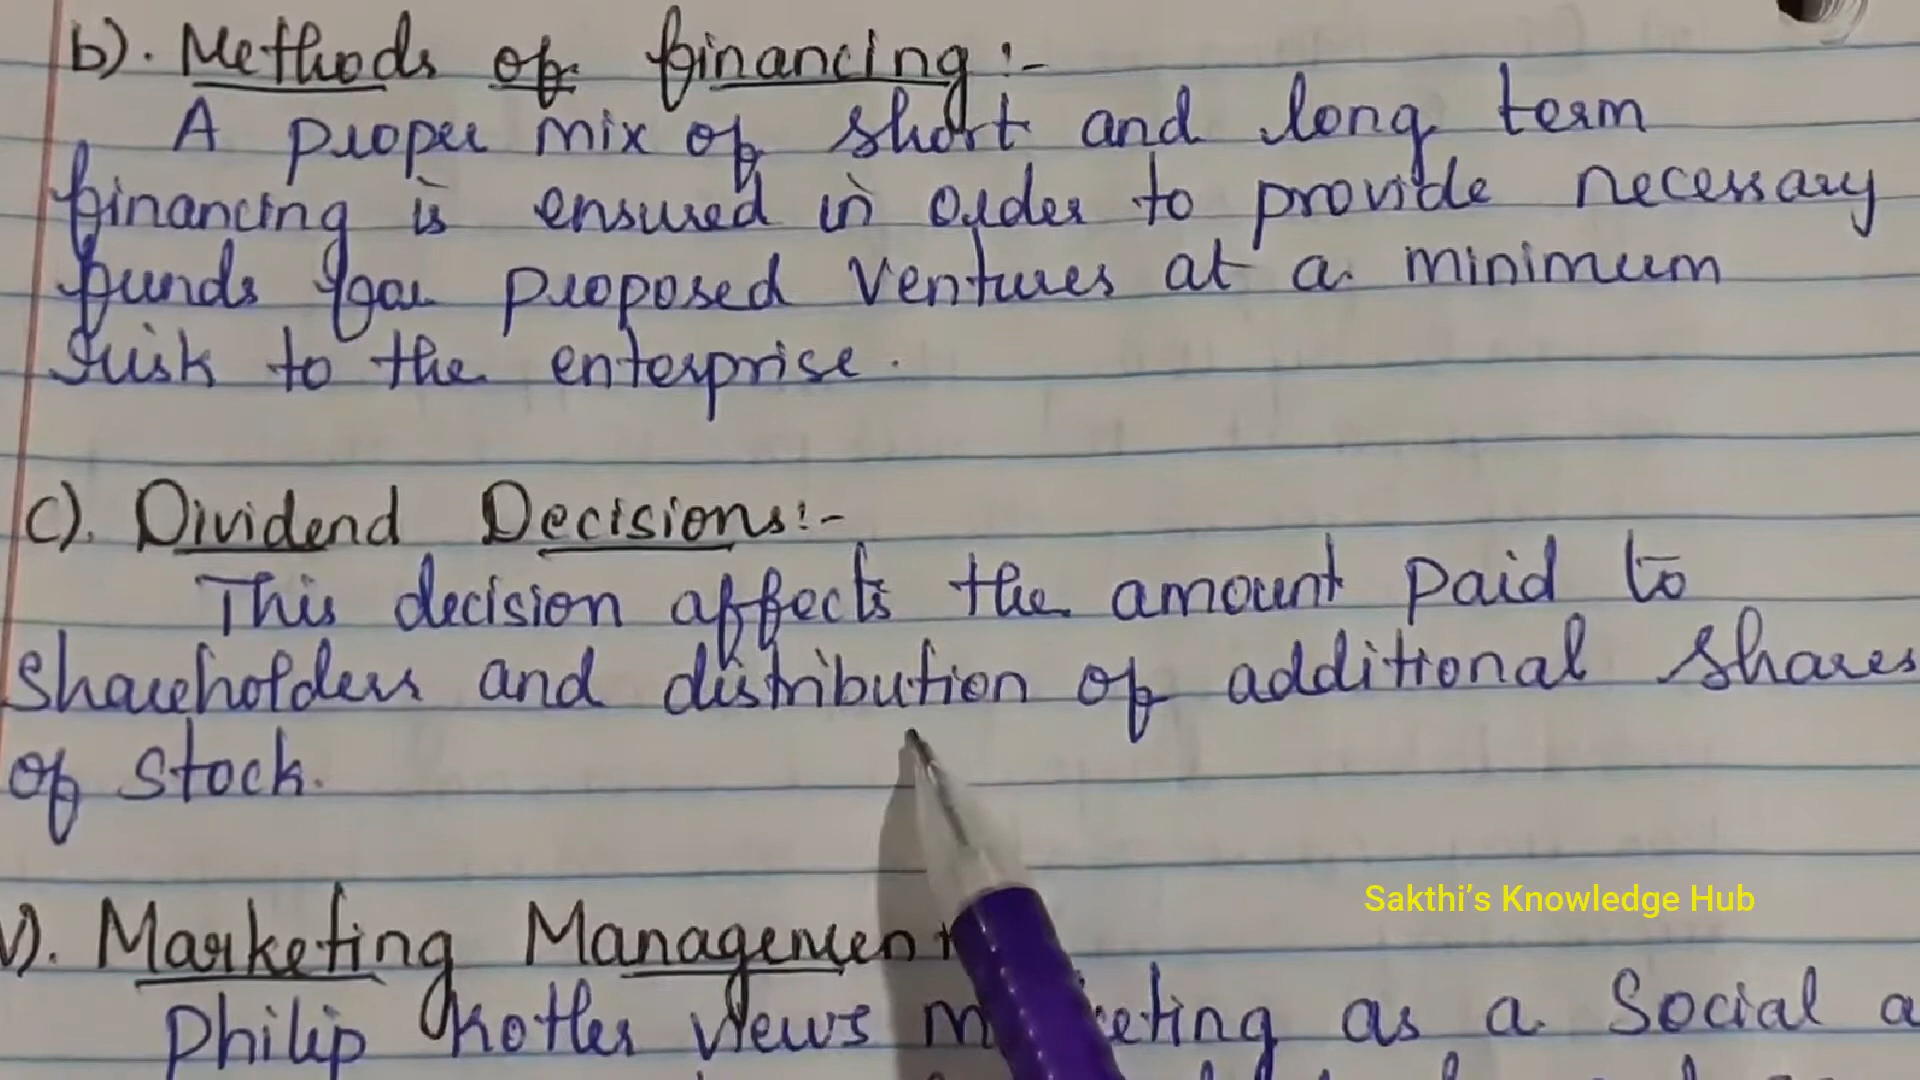 b). Methods of financing :-
A proper mix of short and long term
financing is ensured in order to provide necessary
funds for proposed ventures at a minimum
risk to the enterprise.
c). Dividend Decisions:-
This decision affects the amount paid to
shareholders and distribution of additional shares
of stock.
Sakthi's Knowledge Hub
V). Marketing Management
Philip Kotler views marketing as a Social a